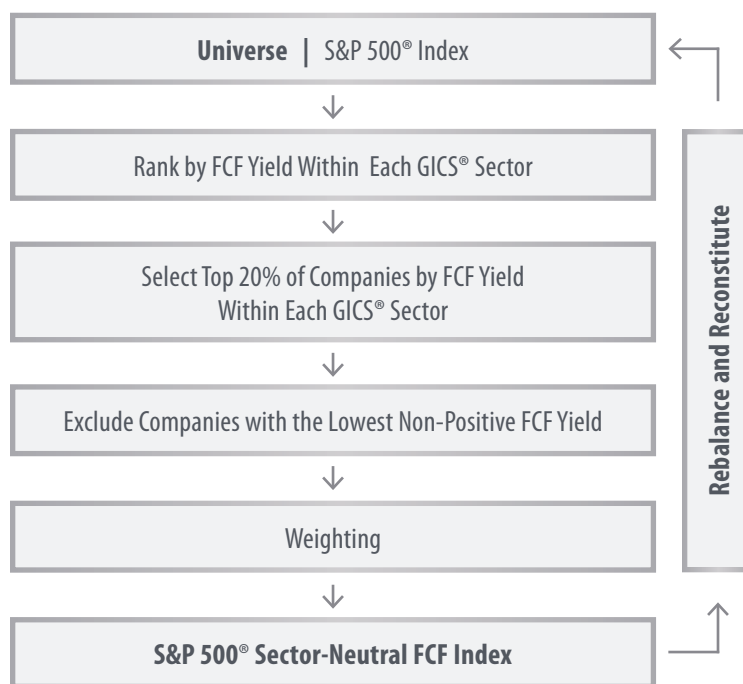 Universe | S&P 500® Index
Rank by FCF Yield Within Each GICS® Sector
Select Top 20% of Companies by FCF Yield
Within Each GICS® Sector
Exclude Companies with the Lowest Non-Positive FCF Yield
Weighting
S&P 500® Sector-Neutral FCF Index
Rebalance and Reconstitute